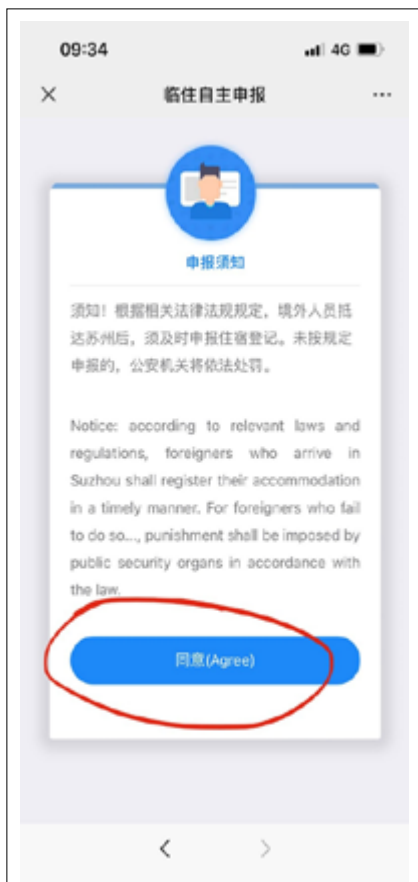 09:34
4G
临住自主申报
申报须知
须知！根据相关法律法规规定，境外人员抵
达苏州后，须及时申报住宿登记。未按规定
申报的，公安机关将依法处罚。
Notice: according to relevant laws and
regulations, foreigners who arrive in
Suzhou shall register their accommodation
in a timely manner. For foreigners who fail
to do so..., punishment shall be imposed by
public security organs in accordance with
the law.
同意(Agree)